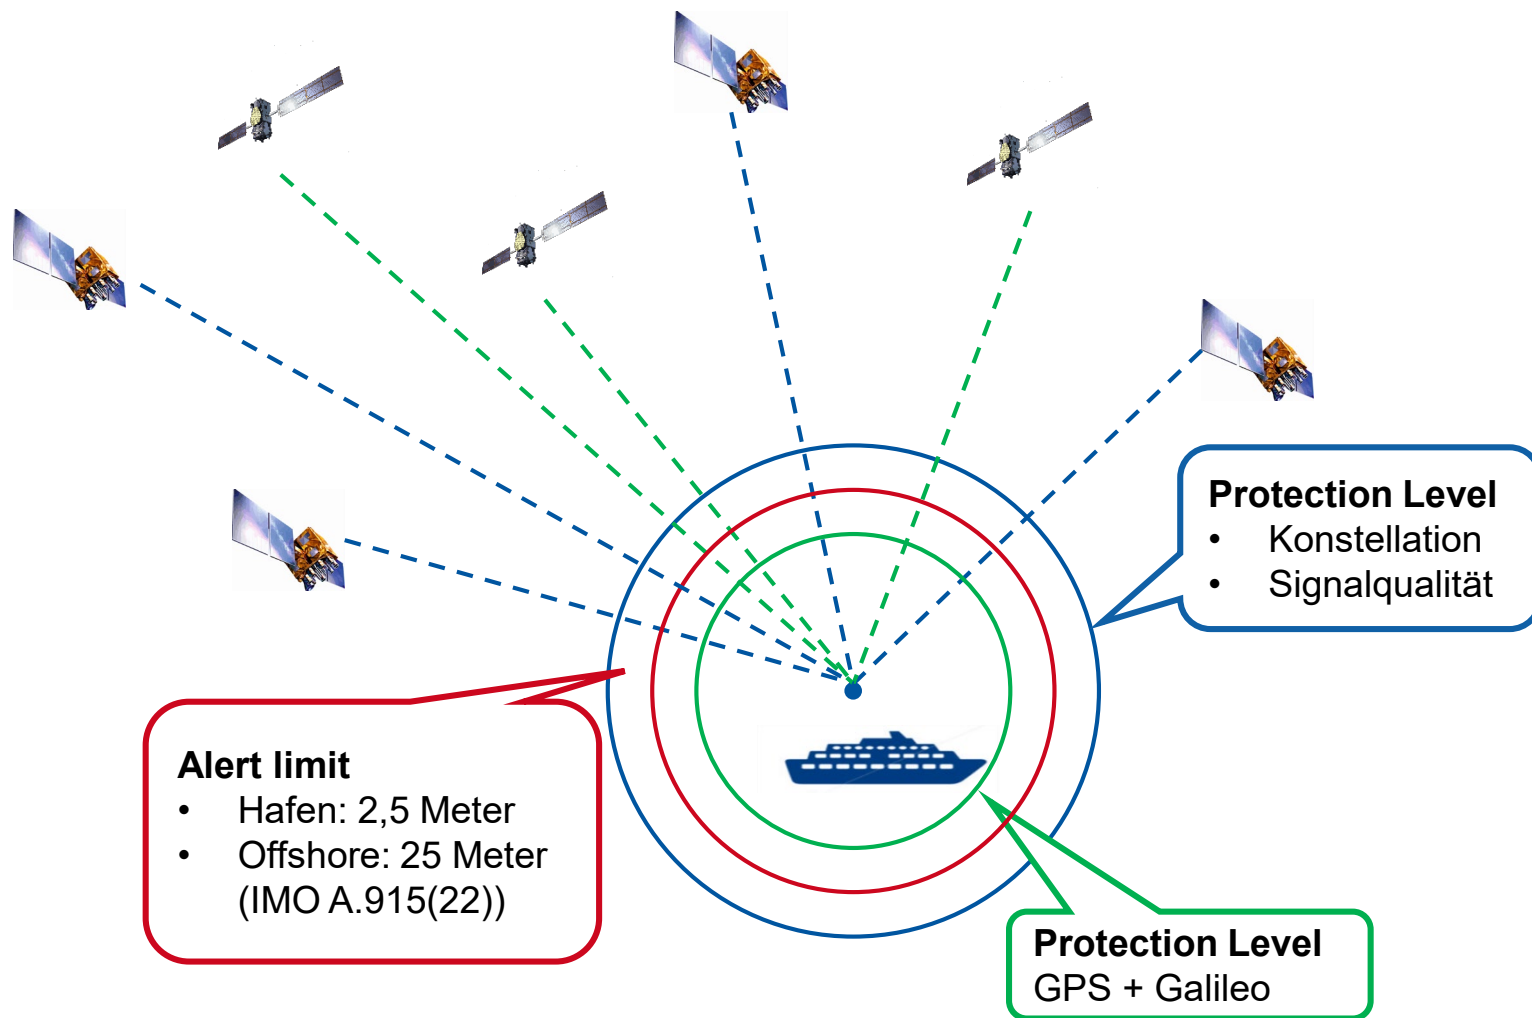 Protection Level
• Konstellation
• Signalqualität
Alert limit
• Hafen: 2,5 Meter
• Offshore: 25 Meter
(IMO A.915(22))
Protection Level
GPS + Galileo